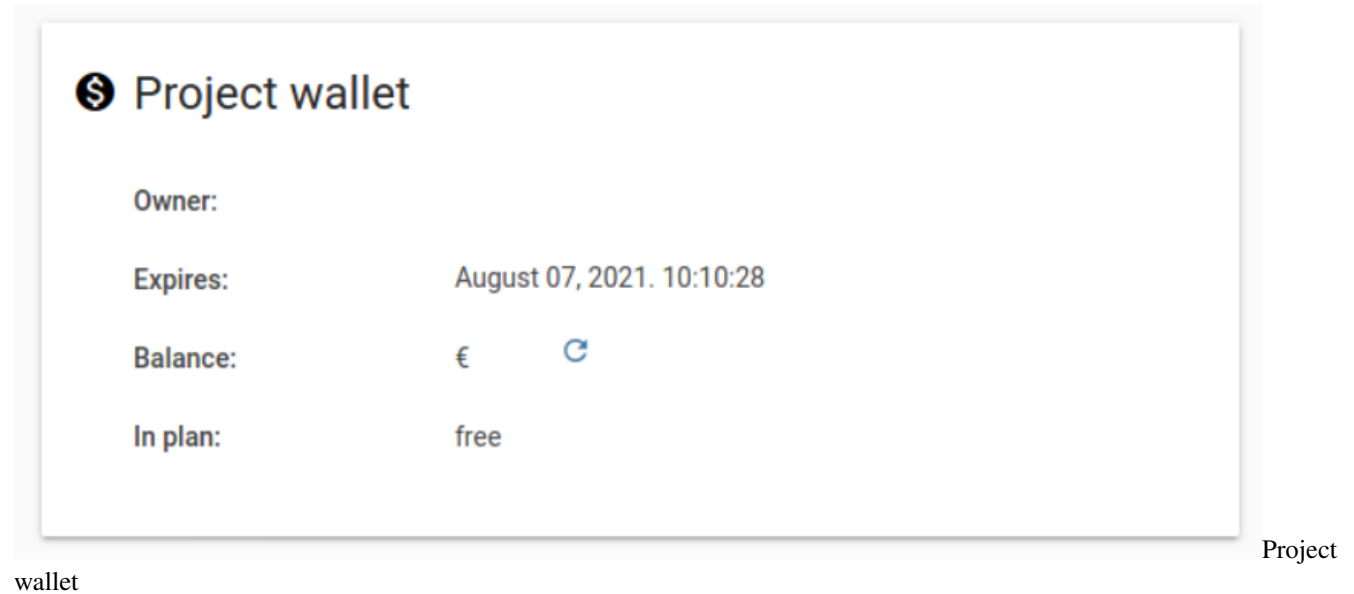 Project wallet
Owner:
Expires: August 07, 2021. 10:10:28
Balance: €
In plan: free
Project
wallet